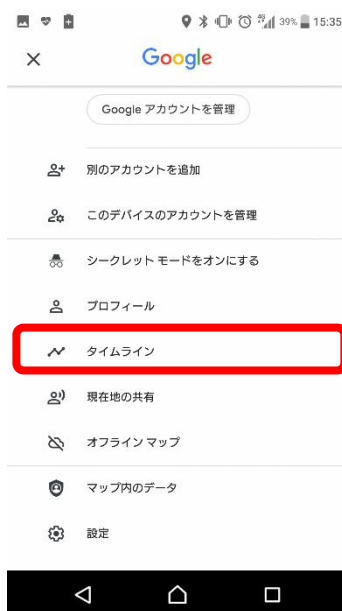 39% 15:35
Google
Google アカウントを管理
別のアカウントを追加
このデバイスのアカウントを管理
シークレット モードをオンにする
プロフィール
タイムライン
現在地の共有
オフライン マップ
マップ内のデータ
設定